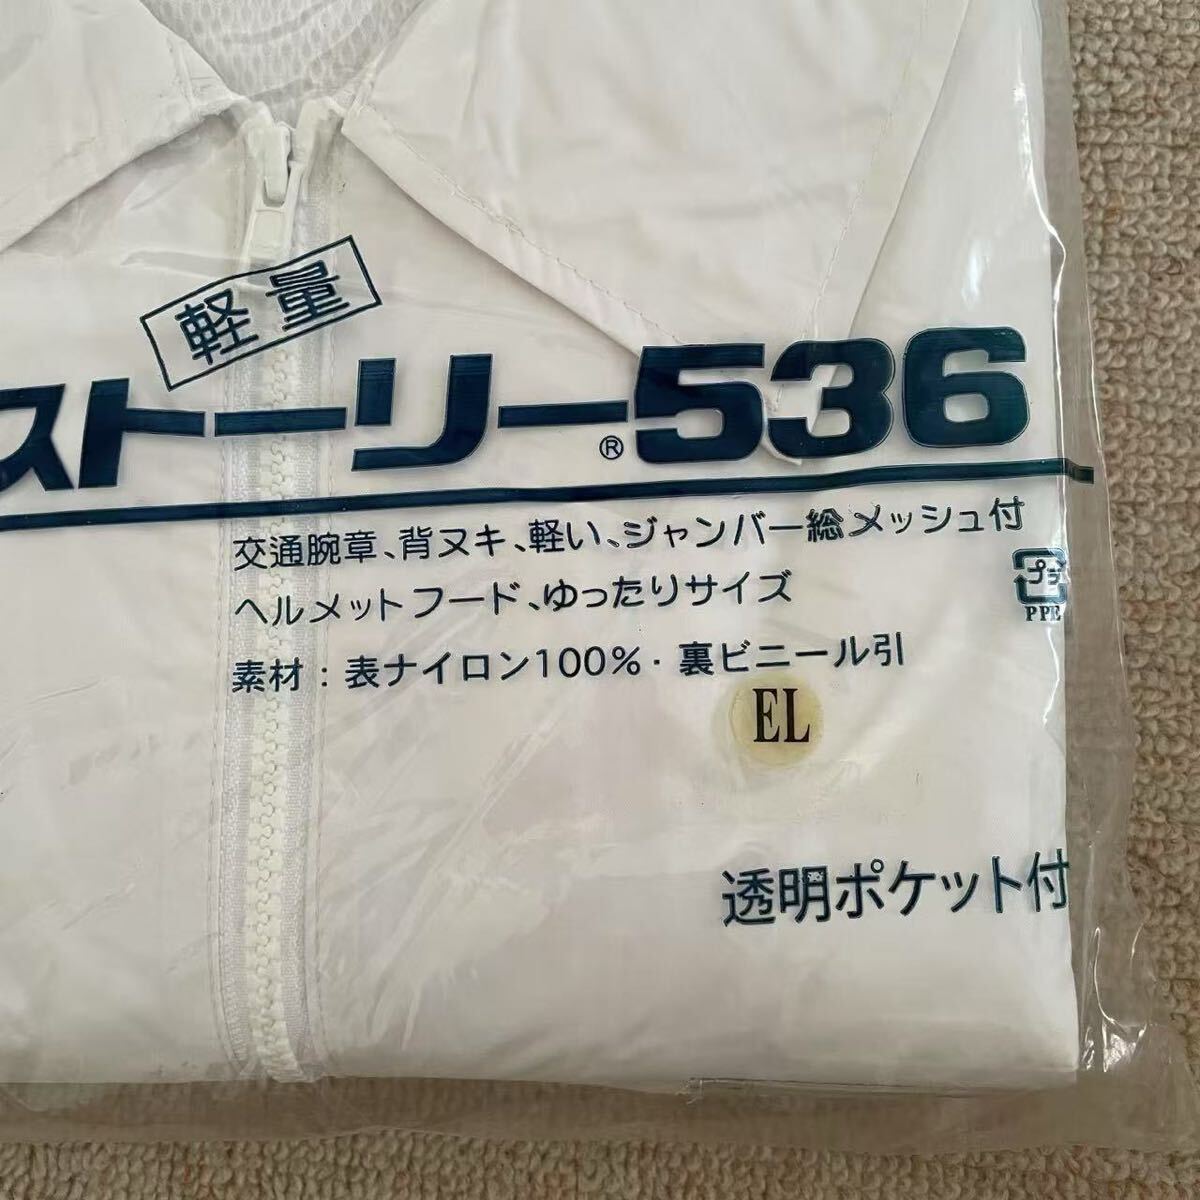 軽量
ストーリー®536
交通腕章、背ヌキ、軽い、ジャンバー総メッシュ付
ヘルメットフード、ゆったりサイズ
プラ
PPE
素材:表ナイロン100%・裏ビニール引
EL
透明ポケット付